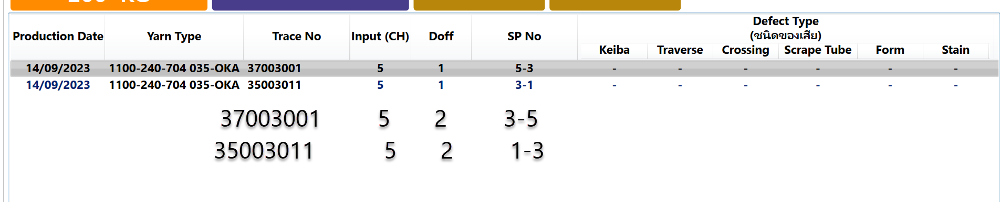 Production Date Yarn Type Trace No Input (CH) Doff SP No Defect Type
(ชนิดของเสีย)
Keiba Traverse Crossing Scrape Tube Form Stain
14/09/2023 1100-240-704 035-OKA 37003001 5 1 5-3 - - - - - -
14/09/2023 1100-240-704 035-OKA 35003011 5 1 3-1 - - - - - -
37003001 5 2 3-5
35003011 5 2 1-3